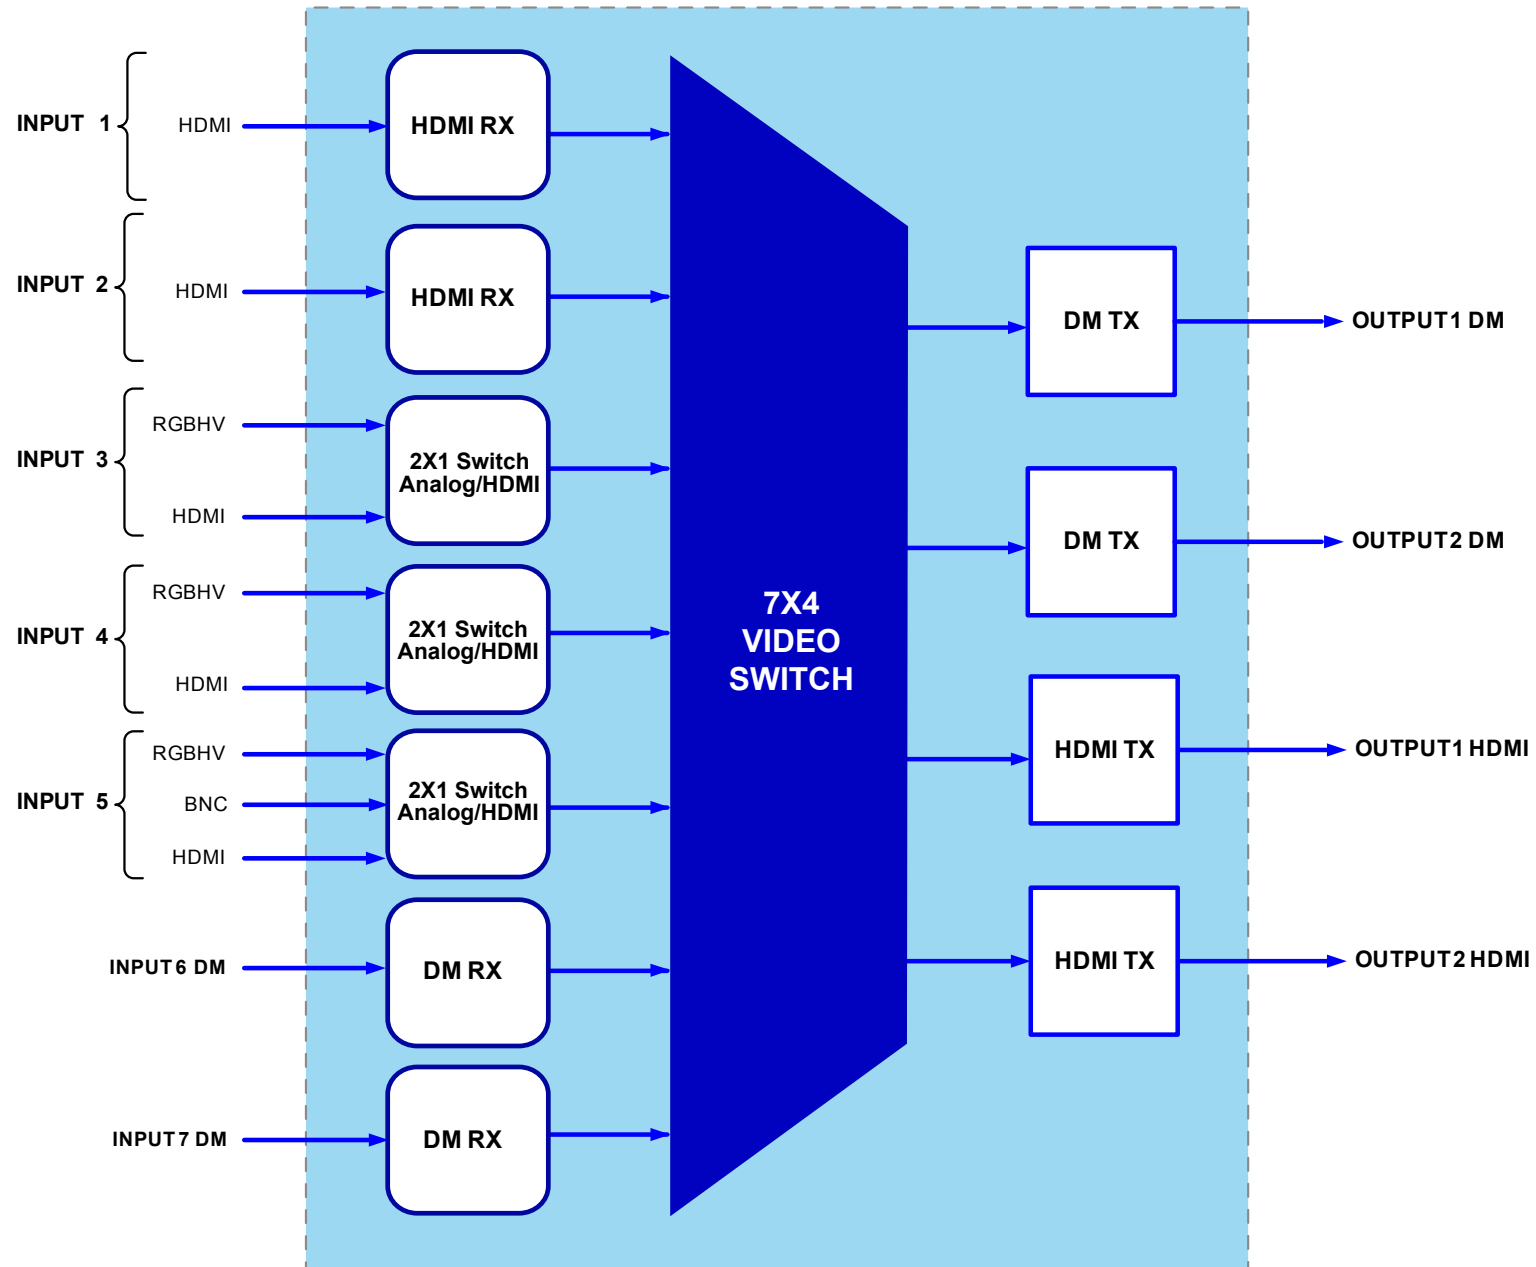 INPUT 1
HDMI
HDMI RX
INPUT 2
HDMI
HDMI RX
INPUT 3
RGBHV
HDMI
2X1 Switch
Analog/HDMI
INPUT 4
RGBHV
HDMI
2X1 Switch
Analog/HDMI
INPUT 5
RGBHV
BNC
HDMI
2X1 Switch
Analog/HDMI
INPUT6 DM
DM RX
INPUT7 DM
DM RX
7X4
VIDEO
SWITCH
DM TX
OUTPUT1 DM
DM TX
OUTPUT2 DM
HDMI TX
OUTPUT1 HDMI
HDMI TX
OUTPUT2 HDMI